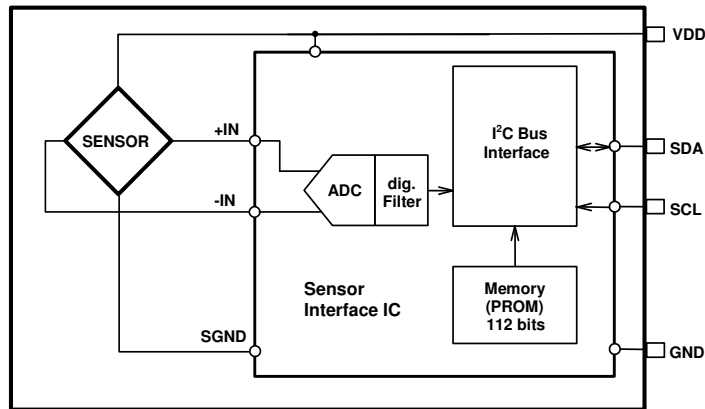 VDD
SENSOR
+IN
-IN
ADC
dig.
Filter
I²C Bus
Interface
SDA
SCL
Sensor
Interface IC
Memory
(PROM)
112 bits
SGND
GND